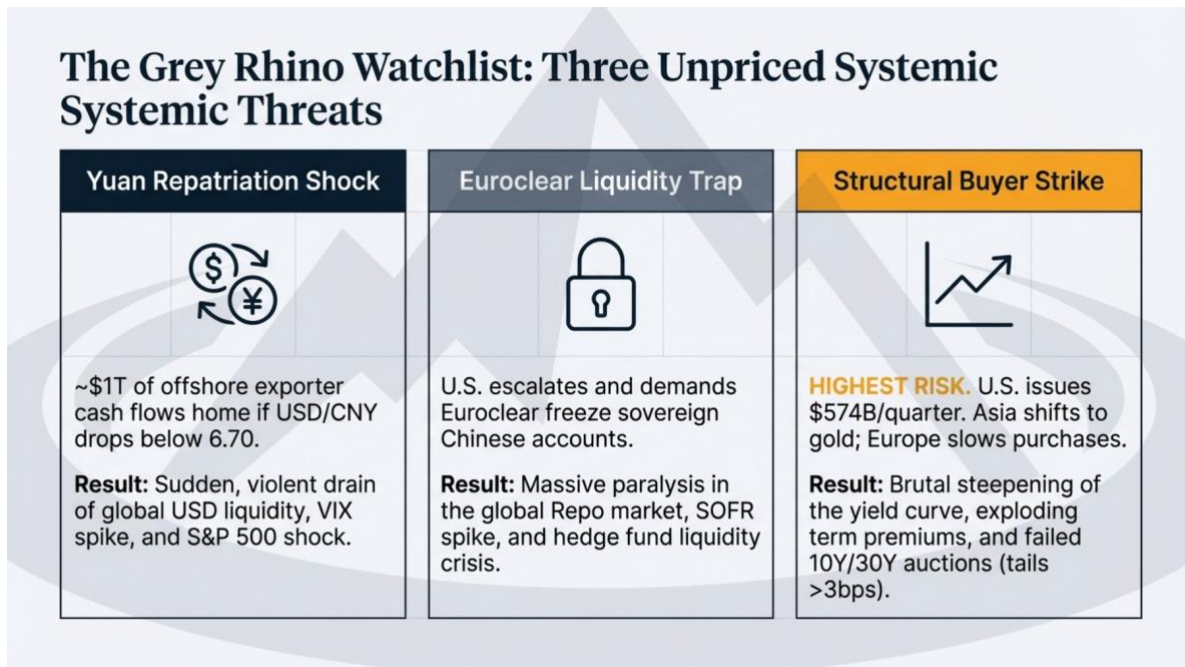 The Grey Rhino Watchlist: Three Unpriced Systemic
Systemic Threats
Yuan Repatriation Shock
$
¥
~$1T of offshore exporter
cash flows home if USD/CNY
drops below 6.70.
Result: Sudden, violent drain
of global USD liquidity, VIX
spike, and S&P 500 shock.
Euroclear Liquidity Trap
U.S. escalates and demands
Euroclear freeze sovereign
Chinese accounts.
Result: Massive paralysis in
the global Repo market, SOFR
spike, and hedge fund liquidity
crisis.
Structural Buyer Strike
HIGHEST RISK. U.S. issues
$574B/quarter. Asia shifts to
gold; Europe slows purchases.
Result: Brutal steepening of
the yield curve, exploding
term premiums, and failed
10Y/30Y auctions (tails
>3bps).